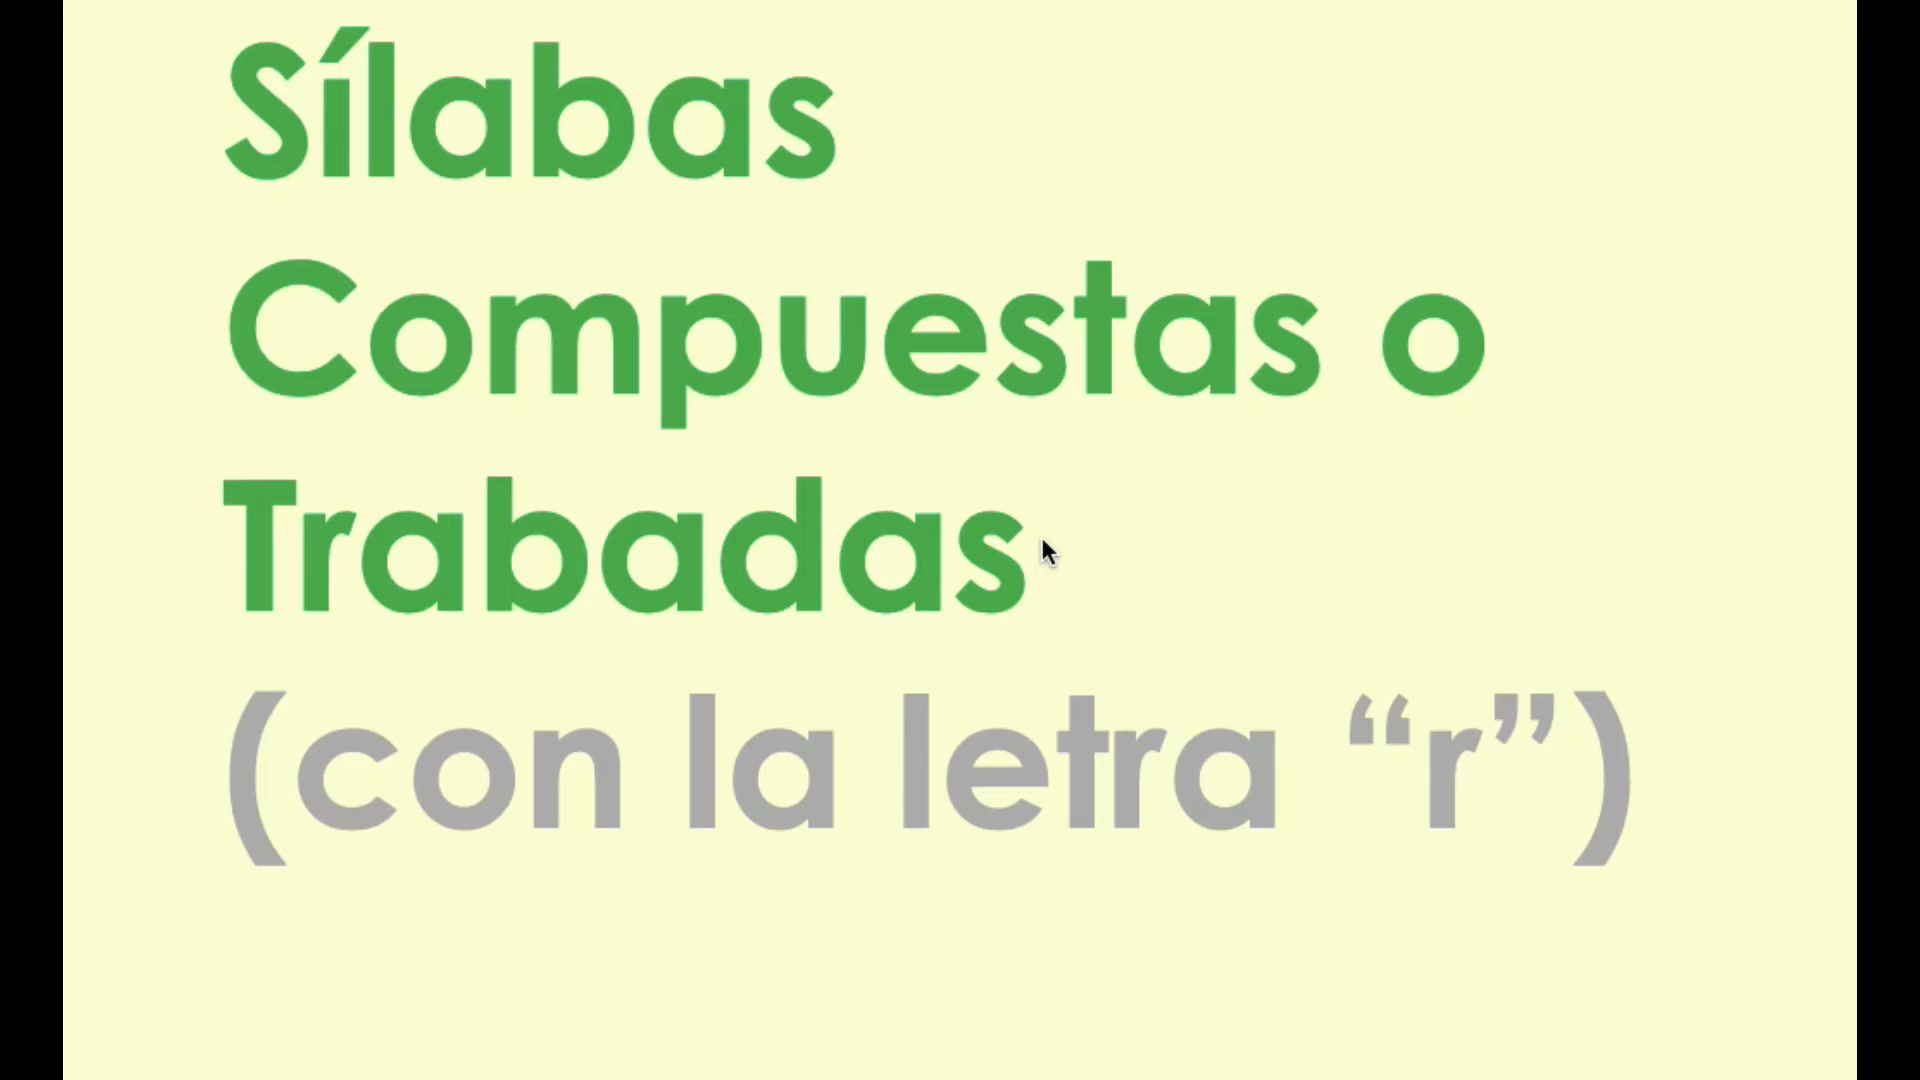 Sílabas
Compuestas o
Trabadas
(con la letra “r”)